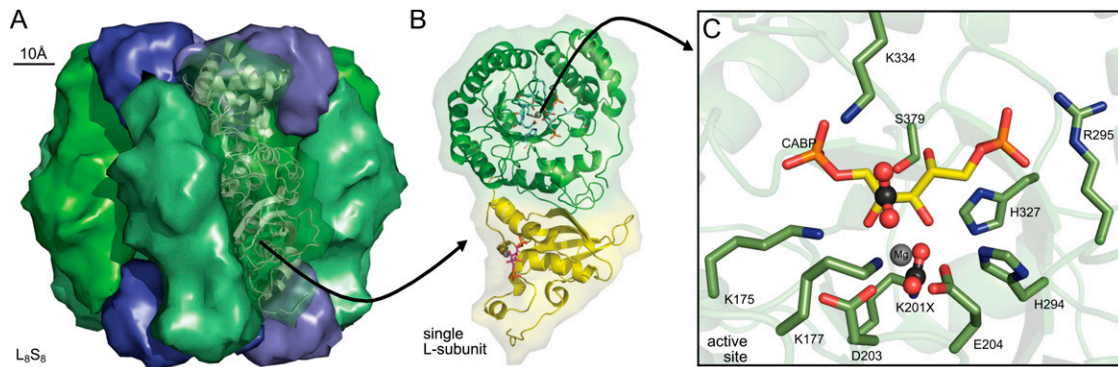 A
10Å
L₈S₈
B
single
L-subunit
C
K334
S379
CABP
R295
H327
Mg
K175
K201X
H294
K177
D203
E204
active
site